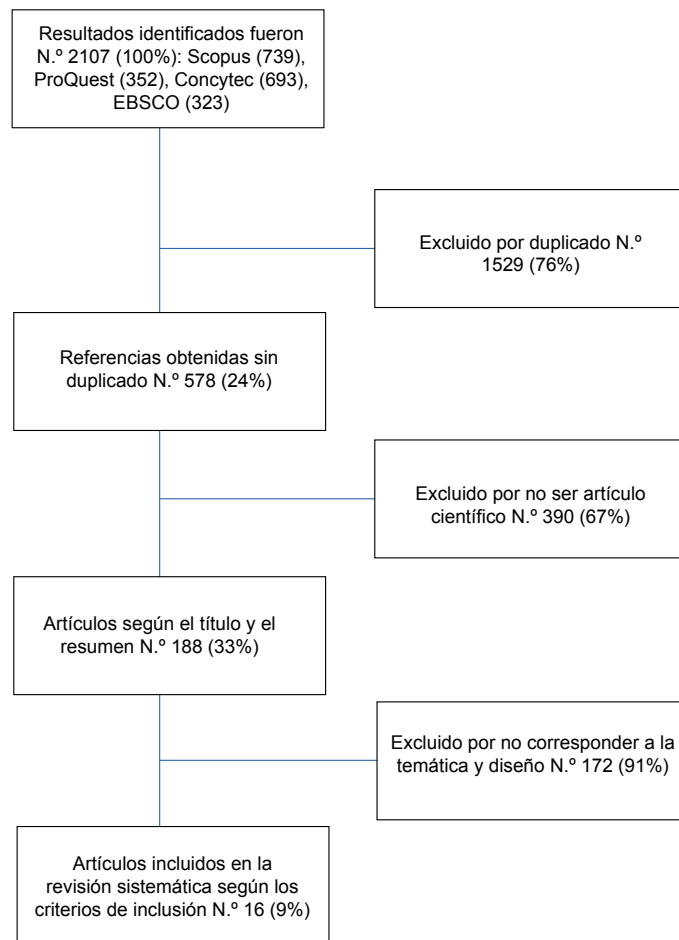 Resultados identificados fueron
N.º 2107 (100%): Scopus (739),
ProQuest (352), Concytec (693),
EBSCO (323)
Excluido por duplicado N.º
1529 (76%)
Referencias obtenidas sin
duplicado N.º 578 (24%)
Excluido por no ser artículo
científico N.º 390 (67%)
Artículos según el título y el
resumen N.º 188 (33%)
Excluido por no corresponder a la
temática y diseño N.º 172 (91%)
Artículos incluidos en la
revisión sistemática según los
criterios de inclusión N.º 16 (9%)